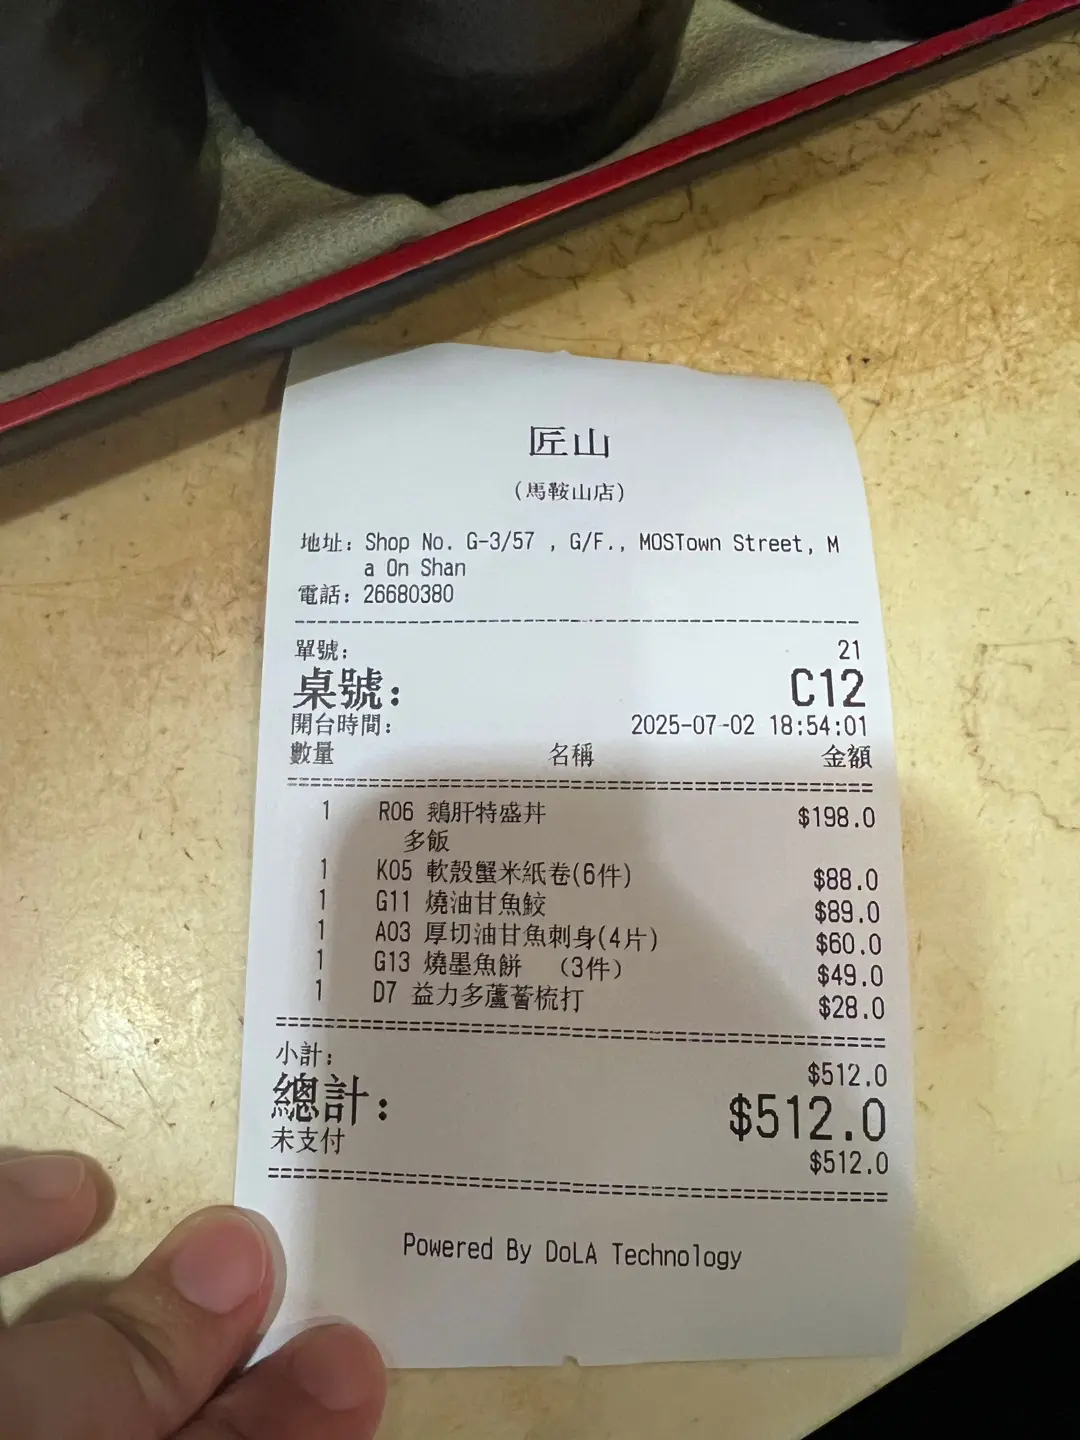 匠山
(馬鞍山店)
地址: Shop No. G-3/57 , G/F., MOSTown Street, M
a On Shan
電話: 26680380
單號: 21
桌號: C12
開台時間: 2025-07-02 18:54:01
數量 名稱 金額
1 R06 鵝肝特盛丼 $198.0
多飯
1 K05 軟殼蟹米紙卷(6件) $88.0
1 G11 燒油甘魚鮫 $89.0
1 A03 厚切油甘魚刺身(4片) $60.0
1 G13 燒墨魚餅 (3件) $49.0
1 D7 益力多蘆薈梳打 $28.0
小計: $512.0
總計: $512.0
未支付 $512.0
Powered By DoLA Technology